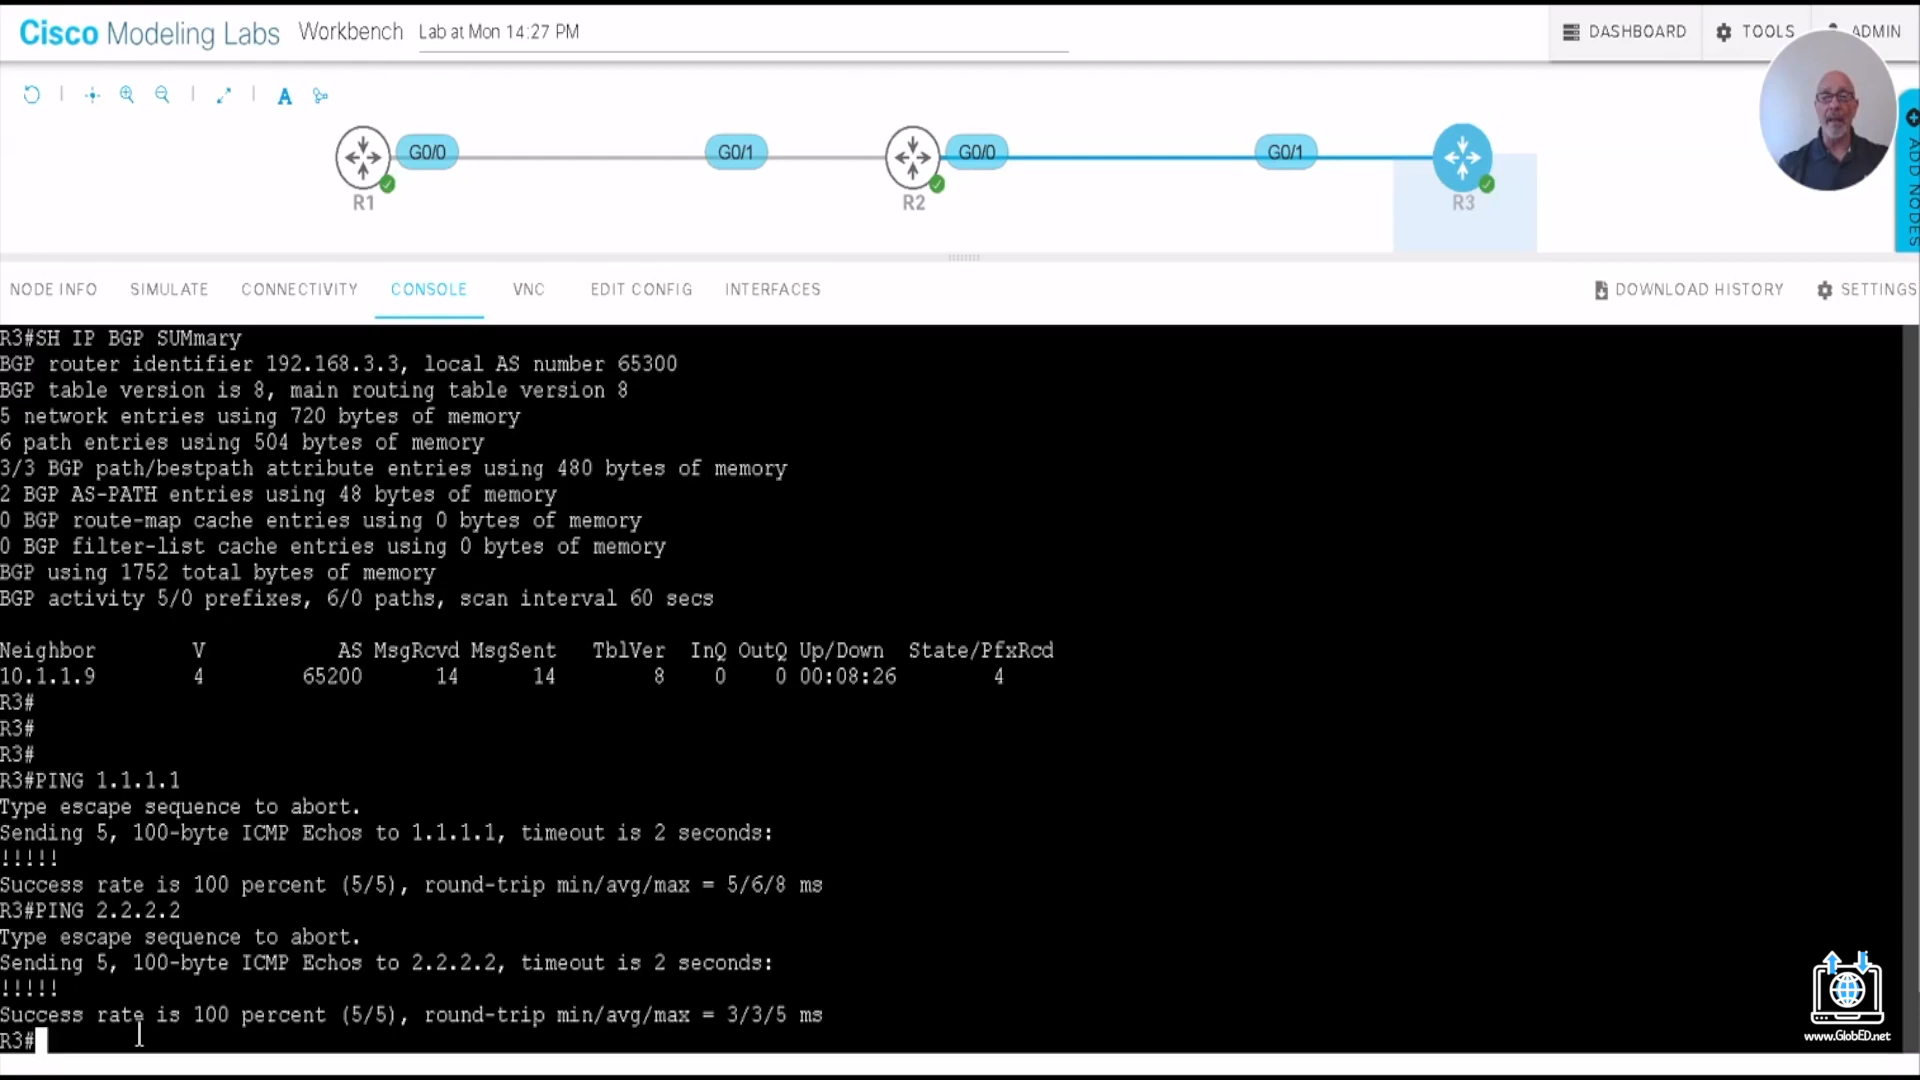 Cisco Modeling Labs Workbench Lab at Mon 14:27 PM DASHBOARD TOOLS ADMIN
A
G0/0 G0/1 G0/0 G0/1
R1 R2 R3
ADD NODES
NODE INFO SIMULATE CONNECTIVITY CONSOLE VNC EDIT CONFIG INTERFACES DOWNLOAD HISTORY SETTINGS
R3#SH IP BGP SUMmary
BGP router identifier 192.168.3.3, local AS number 65300
BGP table version is 8, main routing table version 8
5 network entries using 720 bytes of memory
6 path entries using 504 bytes of memory
3/3 BGP path/bestpath attribute entries using 480 bytes of memory
2 BGP AS-PATH entries using 48 bytes of memory
0 BGP route-map cache entries using 0 bytes of memory
0 BGP filter-list cache entries using 0 bytes of memory
BGP using 1752 total bytes of memory
BGP activity 5/0 prefixes, 6/0 paths, scan interval 60 secs
Neighbor V AS MsgRcvd MsgSent TblVer InQ OutQ Up/Down State/PfxRcd
10.1.1.9 4 65200 14 14 8 0 0 00:08:26 4
R3#
R3#
R3#
R3#PING 1.1.1.1
Type escape sequence to abort.
Sending 5, 100-byte ICMP Echos to 1.1.1.1, timeout is 2 seconds:
!!!!!
Success rate is 100 percent (5/5), round-trip min/avg/max = 5/6/8 ms
R3#PING 2.2.2.2
Type escape sequence to abort.
Sending 5, 100-byte ICMP Echos to 2.2.2.2, timeout is 2 seconds:
!!!!!
Success rate is 100 percent (5/5), round-trip min/avg/max = 3/3/5 ms
R3#
www.GlobED.net